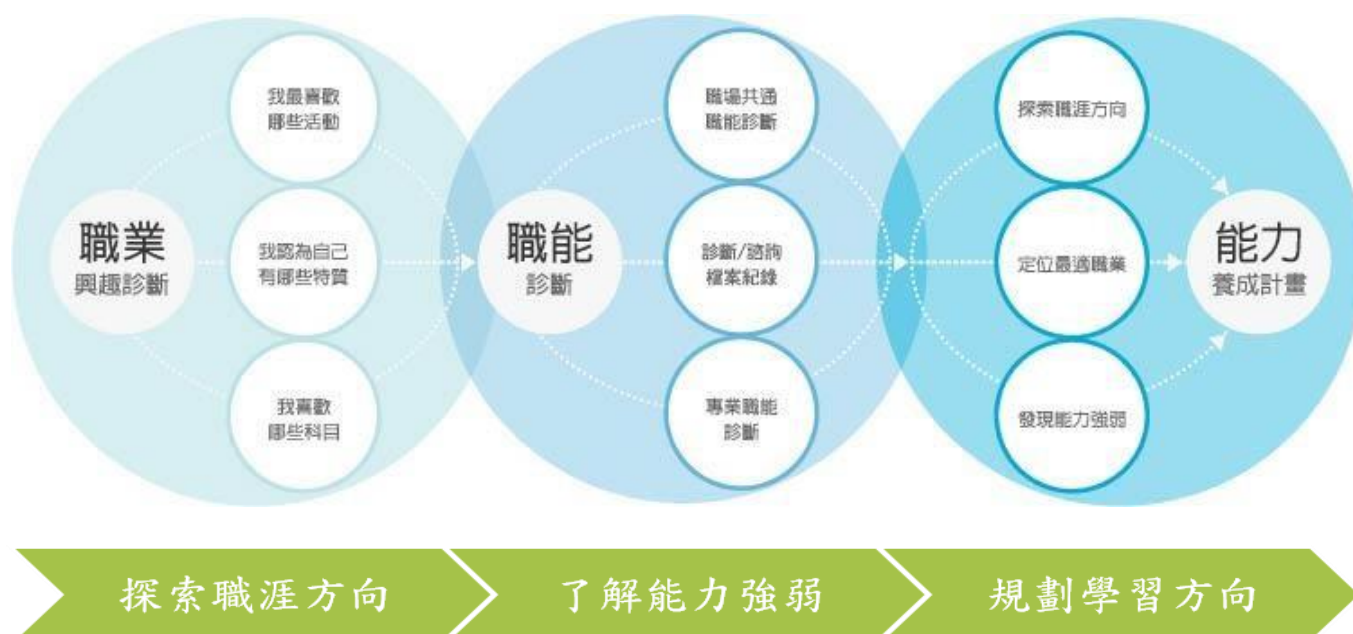 職業
興趣診斷
我最喜歡
哪些活動
我認為自己
有哪些特質
我喜歡
哪些科目
職能
診斷
職場共通
職能診斷
診斷/諮詢
檔案紀錄
專業職能
診斷
探索職涯方向
定位最適職業
發現能力強弱
能力
養成計畫
探索職涯方向
了解能力強弱
規劃學習方向